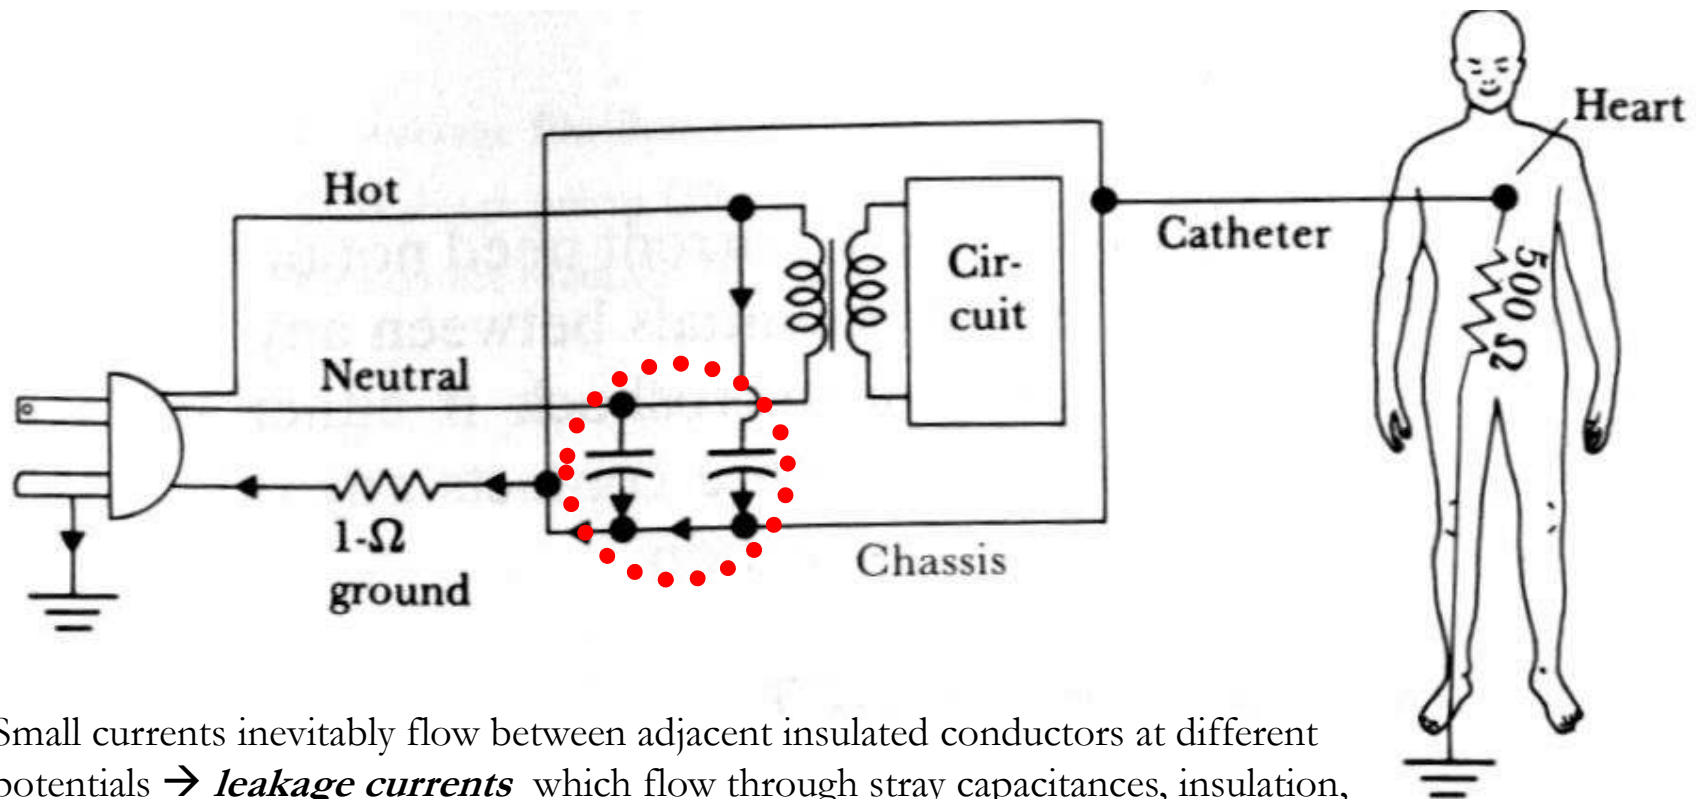 Heart
Hot
Cir-
cuit
Catheter
500 Ω
Neutral
1-Ω
ground
Chassis
Small currents inevitably flow between adjacent insulated conductors at different
potentials → leakage currents which flow through stray capacitances, insulation,